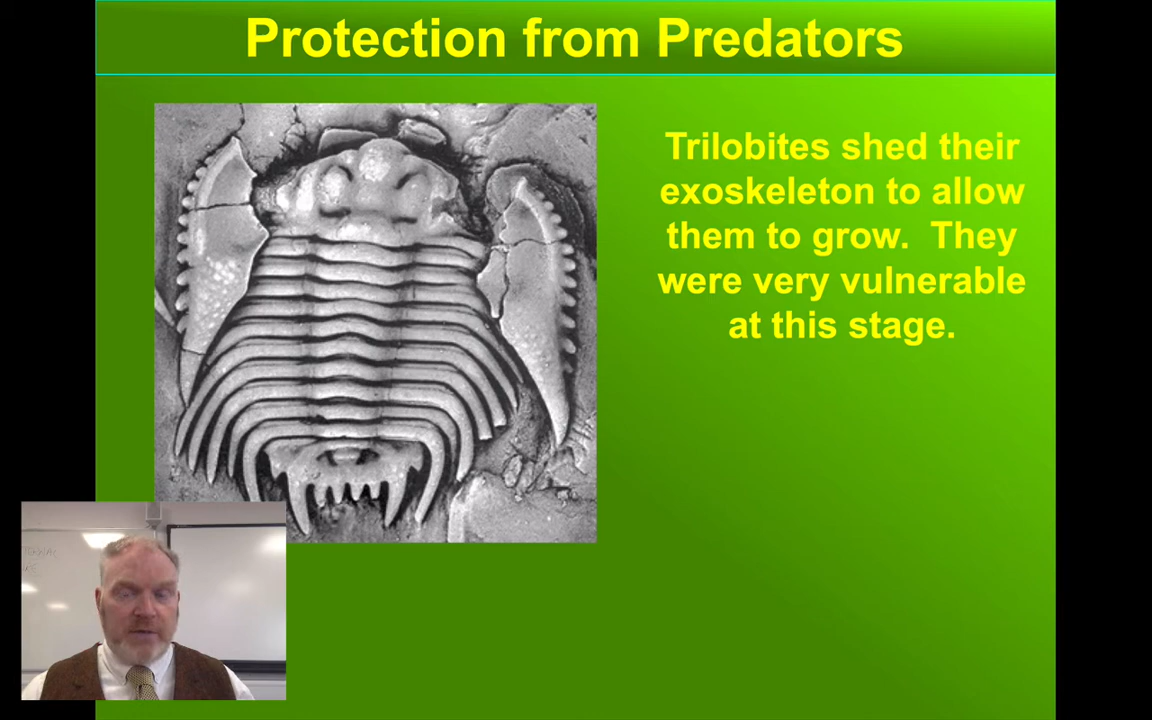 Protection from Predators
Trilobites shed their
exoskeleton to allow
them to grow.  They
were very vulnerable
at this stage.